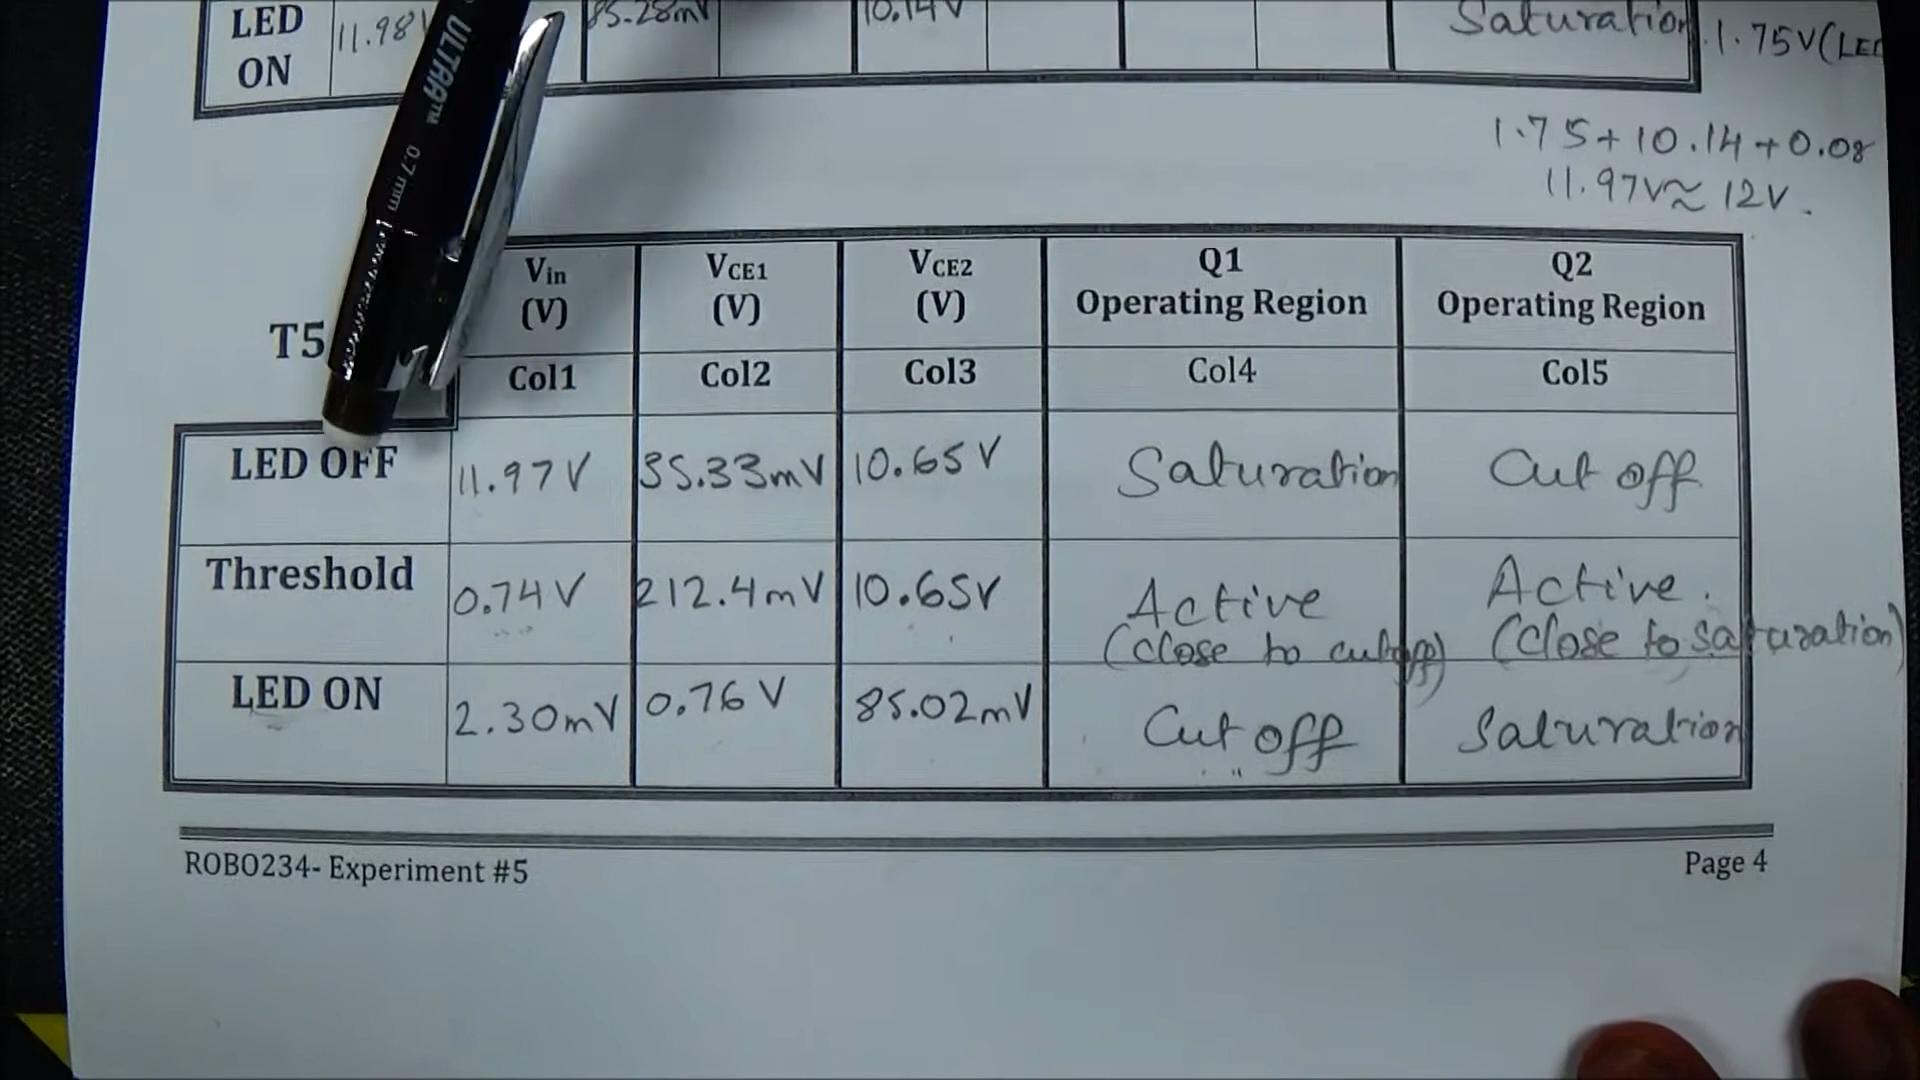 LED
ON
11.98V
85.28mV
10.14V
Saturation
1.75V(LED
1.75+10.14+0.08
11.97V≈12V.
ULTRA™
0.7mm
T5
Vin
(V)
VCE1
(V)
VCE2
(V)
Q1
Operating Region
Q2
Operating Region
Col1 Col2 Col3 Col4 Col5
LED OFF 11.97V 35.33mV 10.65V Saturation Cut off
Threshold 0.74V 212.4mV 10.65V Active Active.
(close to cutoff) (close to saturation)
LED ON 2.30mV 0.76V 85.02mV Cut off Saturation
ROBO234- Experiment #5
Page 4